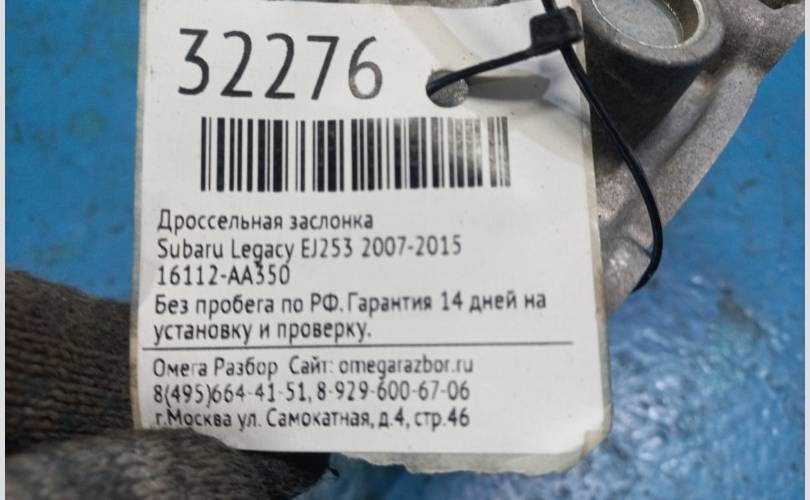 32276
Дроссельная заслонка
Subaru Legacy EJ253 2007-2015
16112-AA350
Без пробега по РФ. Гарантия 14 дней на
установку и проверку.
Омега Разбор Сайт: omegarazbor.ru
8(495)664-41-51, 8-929-600-67-06
г.Москва ул. Самокатная, д.4, стр.46